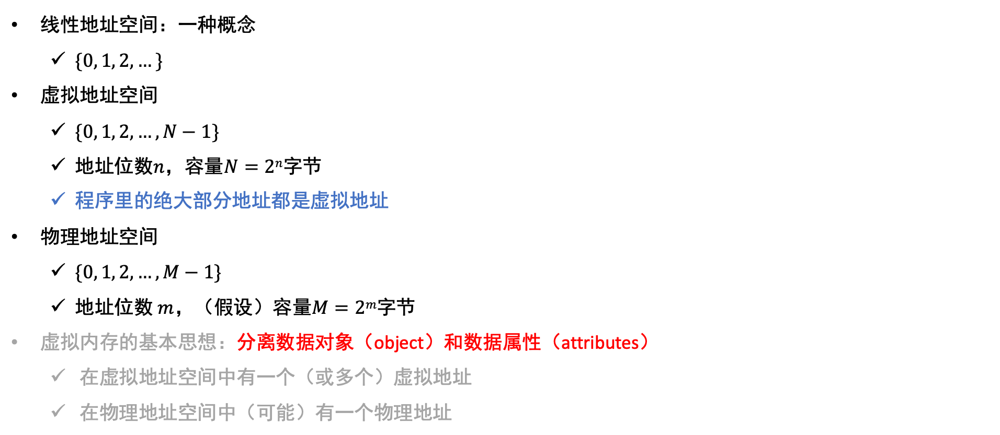 • 线性地址空间：一种概念
✓ {0, 1, 2, … }
• 虚拟地址空间
✓ {0, 1, 2, … , N − 1}
✓ 地址位数n，容量N = 2ⁿ字节
✓ 程序里的绝大部分地址都是虚拟地址
• 物理地址空间
✓ {0, 1, 2, … , M − 1}
✓ 地址位数 m，（假设）容量M = 2ᵐ字节
• 虚拟内存的基本思想：分离数据对象（object）和数据属性（attributes）
✓ 在虚拟地址空间中有一个（或多个）虚拟地址
✓ 在物理地址空间中（可能）有一个物理地址